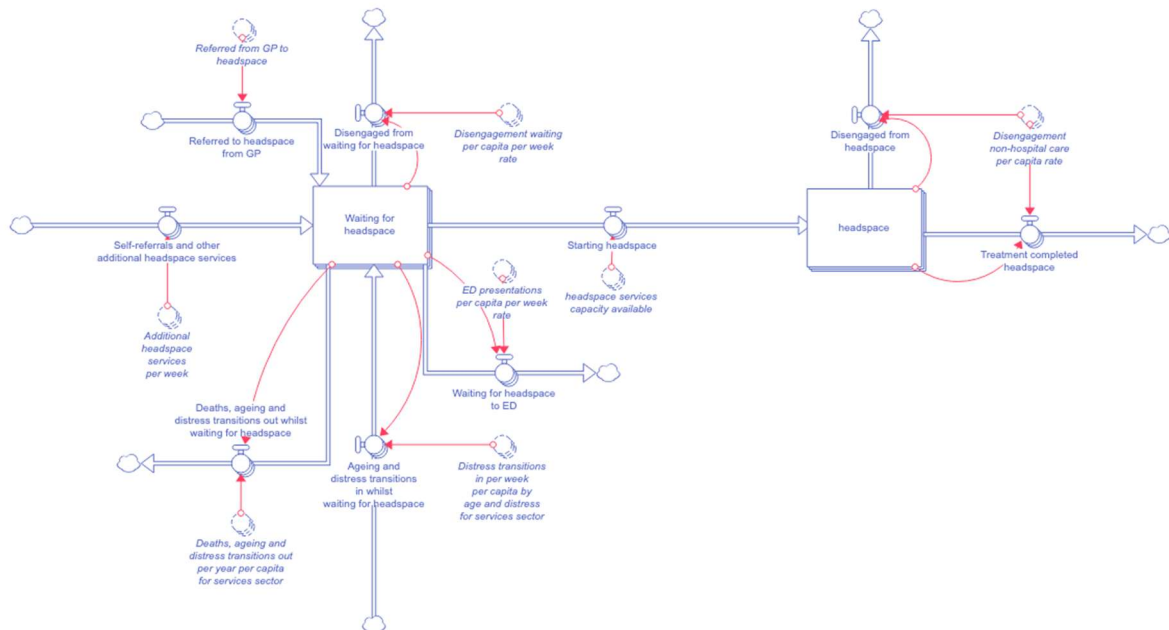 Referred from GP to
headspace
Referred to headspace
from GP
Disengaged from
waiting for headspace
Disengagement waiting
per capita per week
rate
Disengaged from
headspace
Disengagement
non-hospital care
per capita rate
Waiting for
headspace
headspace
Self-referrals and other
additional headspace services
Starting headspace
Treatment completed
headspace
ED presentations
per capita per week
rate
headspace services
capacity available
Additional
headspace
services
per week
Waiting for headspace
to ED
Deaths, ageing and
distress transitions out whilst
waiting for headspace
Ageing and
distress transitions
in whilst
waiting for headspace
Distress transitions
in per week
per capita by
age and distress
for services sector
Deaths, ageing and
distress transitions out
per year per capita
for services sector